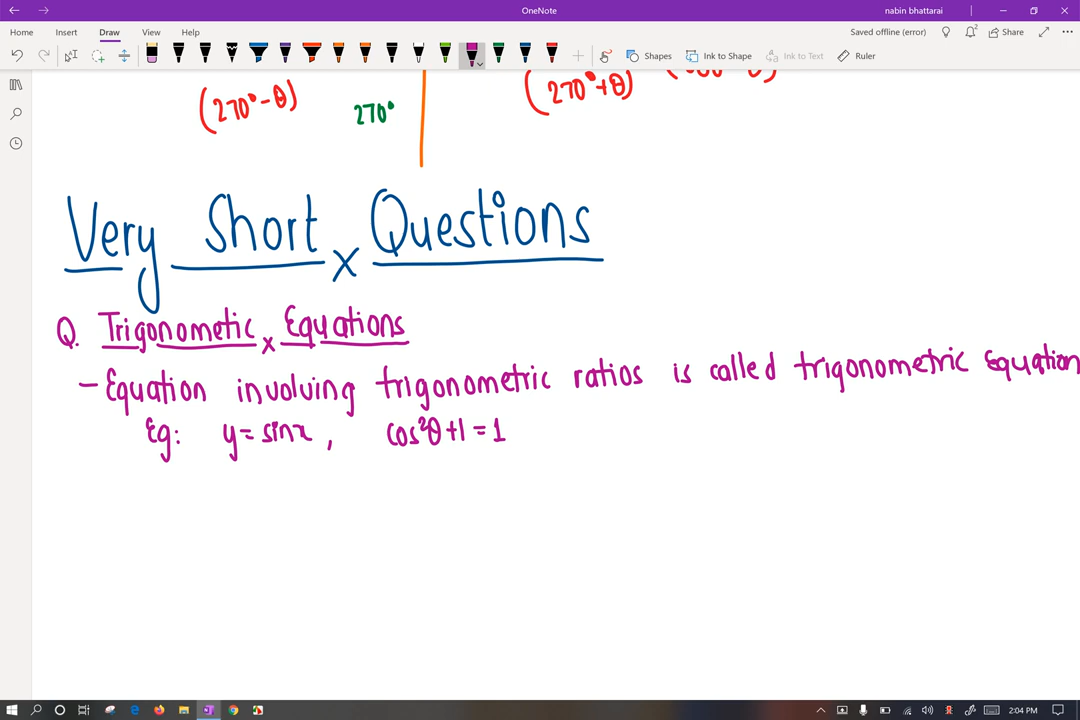 OneNote
nabin bhattarai
Home Insert Draw View Help
Saved offline (error)
Share
Shapes
Ink to Shape
Ink to Text
Ruler
(270°-θ)
270°
(270°+θ)
Very Short Questions
Q. Trigonometic Equations
- Equation involving trigonometric ratios is called trigonometric Equation
Eg: y = sinx, cos²θ+1 = 1
2:04 PM